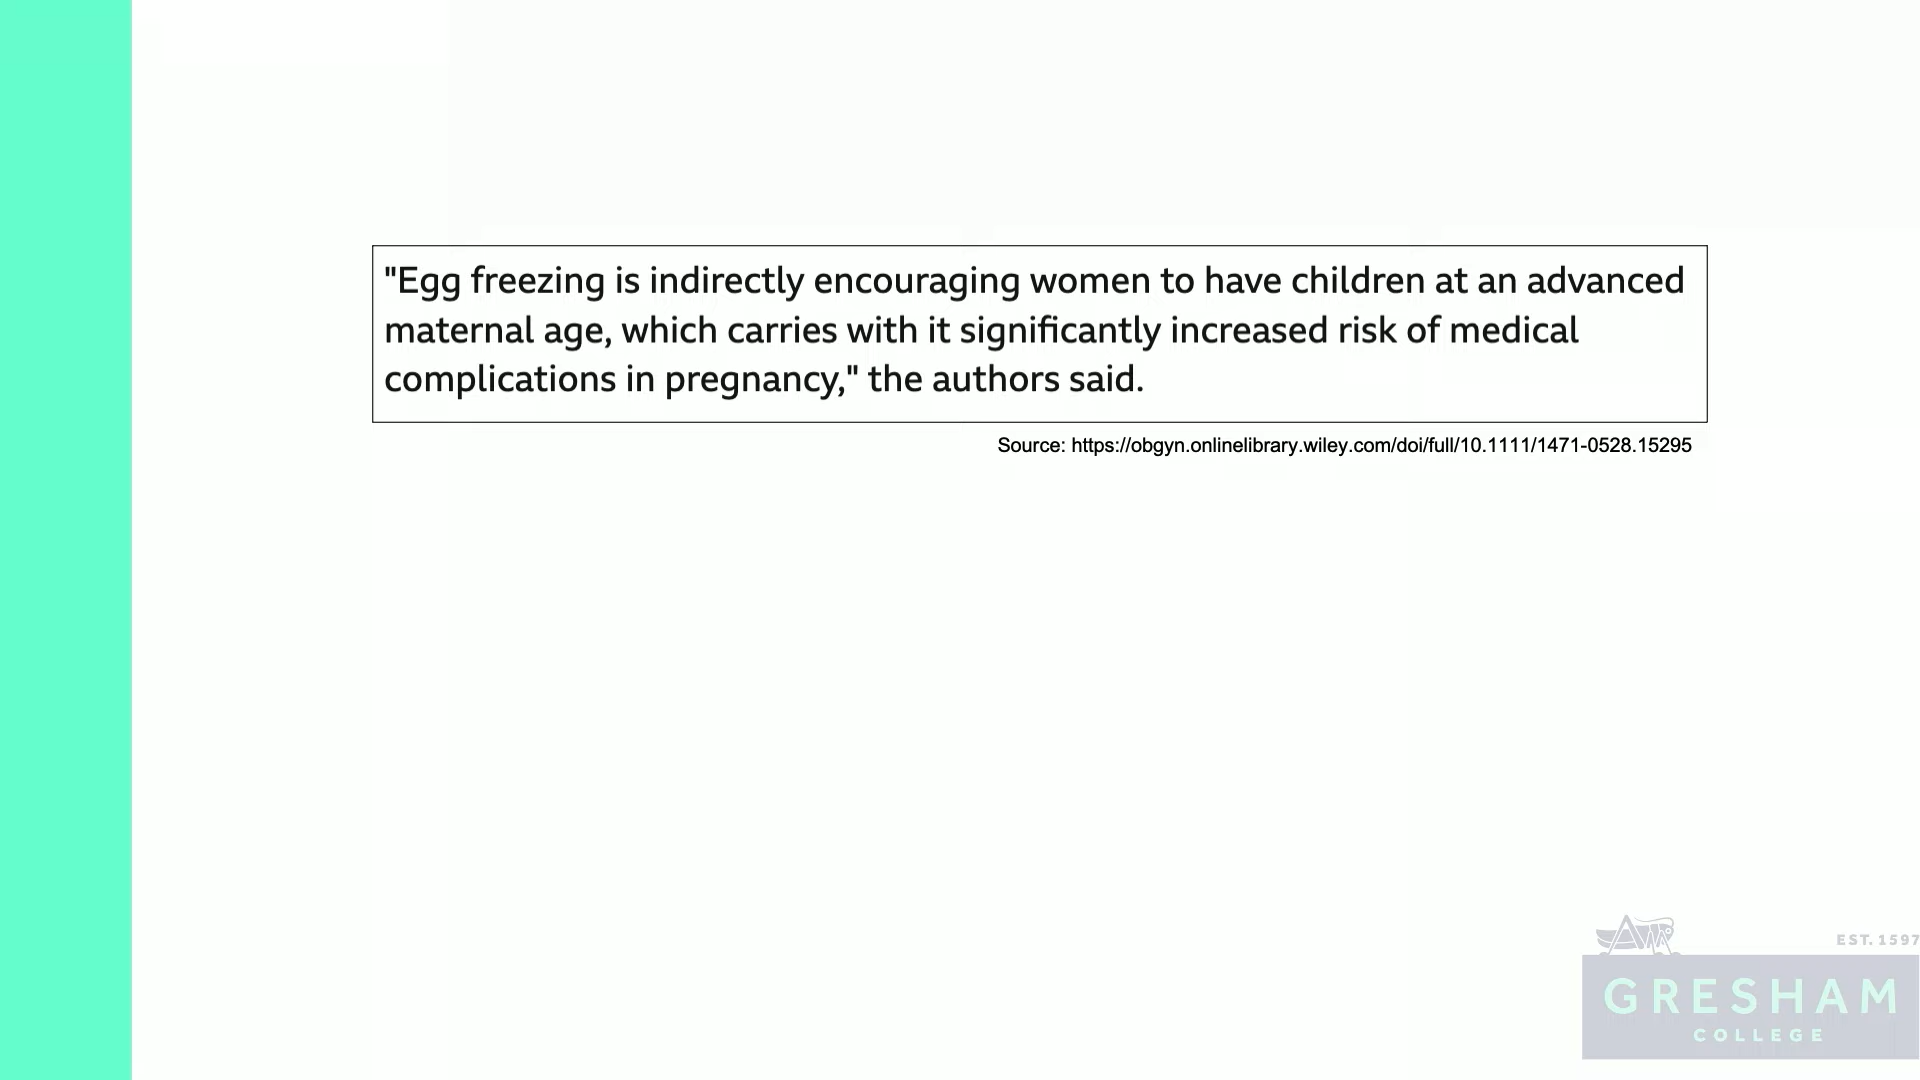 "Egg freezing is indirectly encouraging women to have children at an advanced
maternal age, which carries with it significantly increased risk of medical
complications in pregnancy," the authors said.
Source: https://obgyn.onlinelibrary.wiley.com/doi/full/10.1111/1471-0528.15295
EST. 1597
GRESHAM
COLLEGE